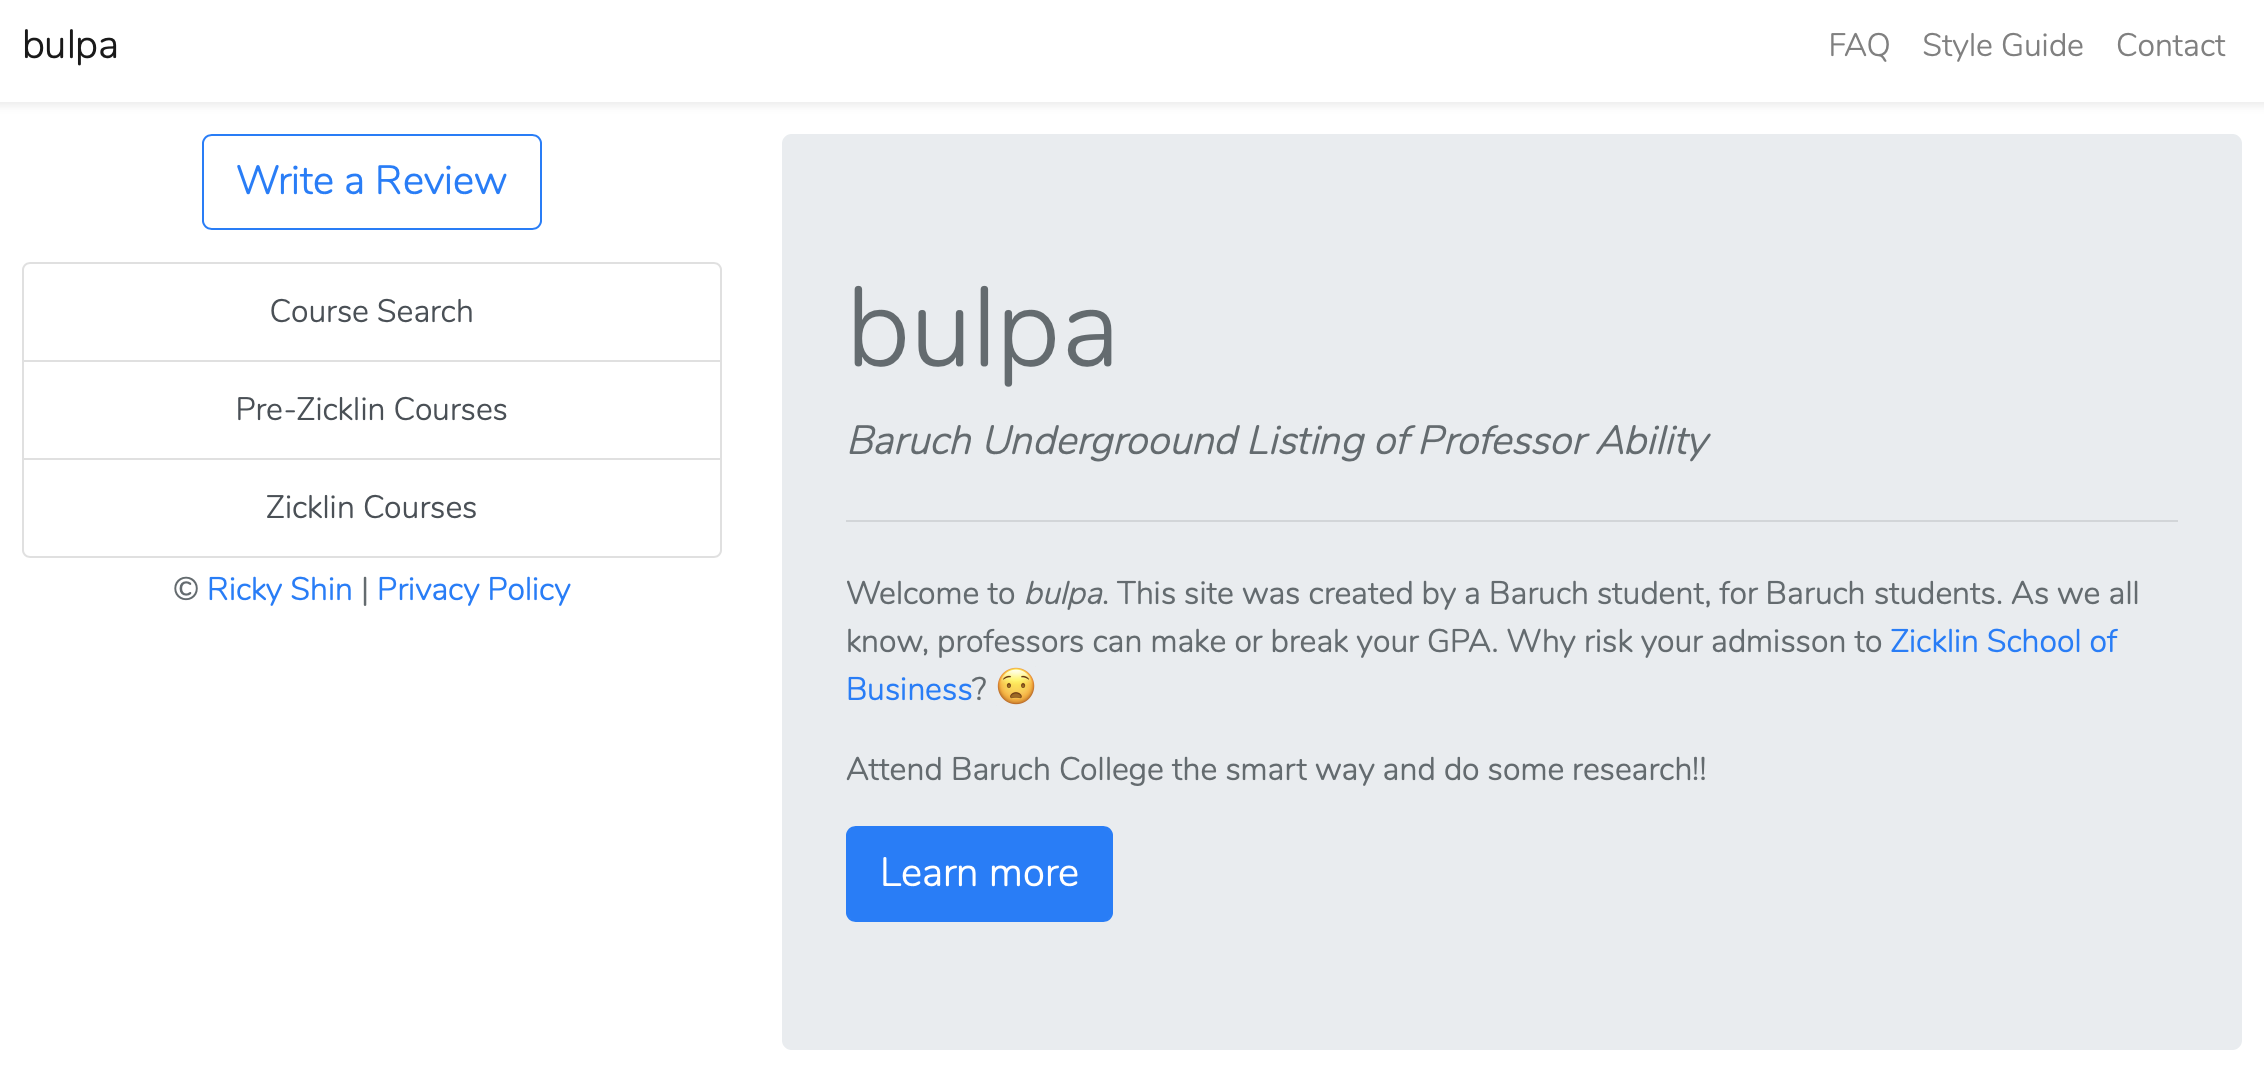 bulpa
FAQ Style Guide Contact
Write a Review
Course Search
Pre-Zicklin Courses
Zicklin Courses
© Ricky Shin | Privacy Policy
bulpa
Baruch Undergroound Listing of Professor Ability
Welcome to bulpa. This site was created by a Baruch student, for Baruch students. As we all
know, professors can make or break your GPA. Why risk your admisson to Zicklin School of
Business? 😧
Attend Baruch College the smart way and do some research!!
Learn more